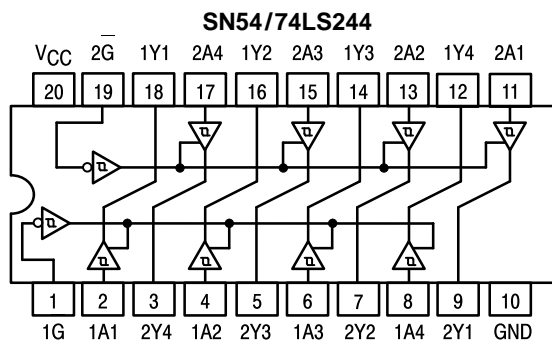 SN54/74LS244
VCC 2G̅ 1Y1 2A4 1Y2 2A3 1Y3 2A2 1Y4 2A1
20 19 18 17 16 15 14 13 12 11
1 2 3 4 5 6 7 8 9 10
1G 1A1 2Y4 1A2 2Y3 1A3 2Y2 1A4 2Y1 GND